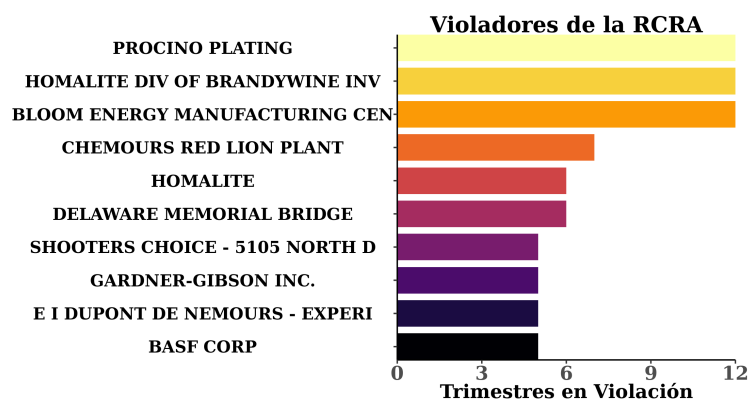 Violadores de la RCRA
PROCINO PLATING
HOMALITE DIV OF BRANDYWINE INV
BLOOM ENERGY MANUFACTURING CEN
CHEMOURS RED LION PLANT
HOMALITE
DELAWARE MEMORIAL BRIDGE
SHOOTERS CHOICE - 5105 NORTH D
GARDNER-GIBSON INC.
E I DUPONT DE NEMOURS - EXPERI
BASF CORP
0 3 6 9 12
Trimestres en Violación